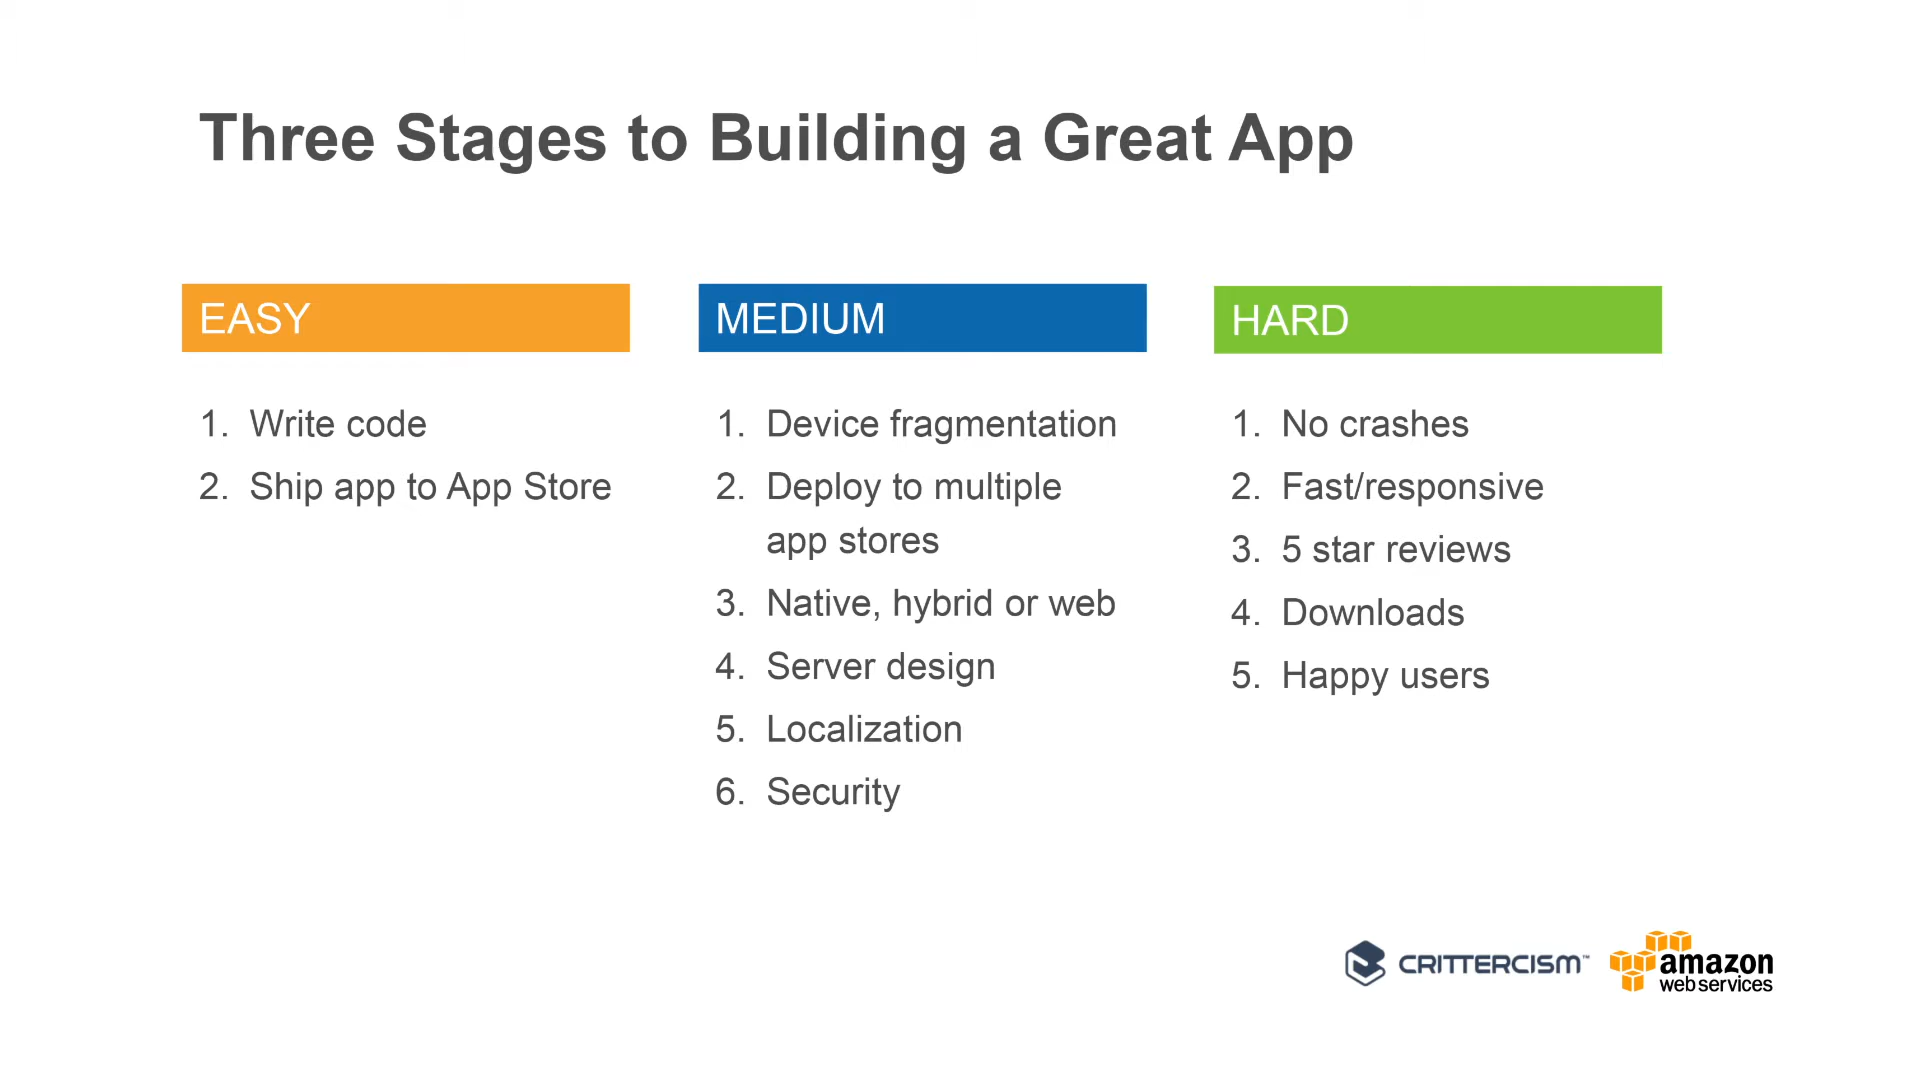 Three Stages to Building a Great App
EASY
1. Write code
2. Ship app to App Store
MEDIUM
1. Device fragmentation
2. Deploy to multiple
app stores
3. Native, hybrid or web
4. Server design
5. Localization
6. Security
HARD
1. No crashes
2. Fast/responsive
3. 5 star reviews
4. Downloads
5. Happy users
CRITTERCISM™
amazon
web services